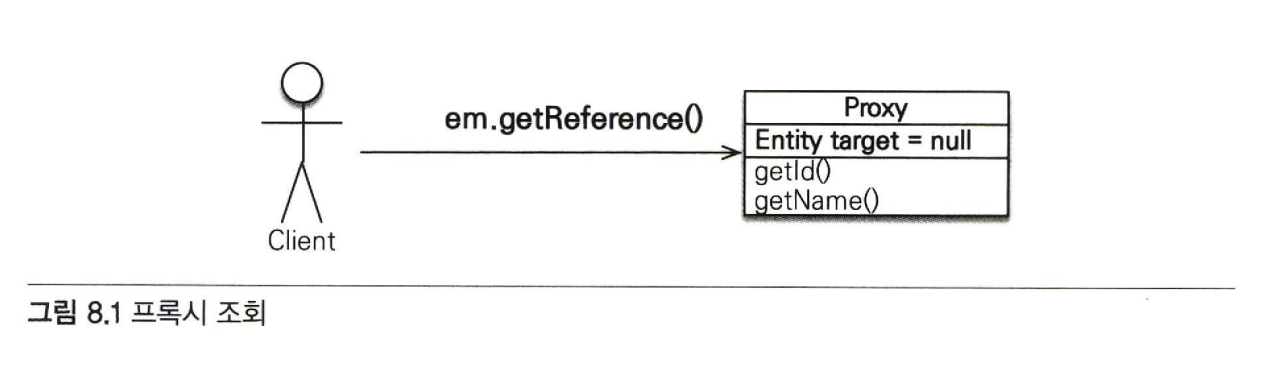 em.getReference()
Proxy
Entity target = null
getId()
getName()
Client
그림 8.1 프록시 조회